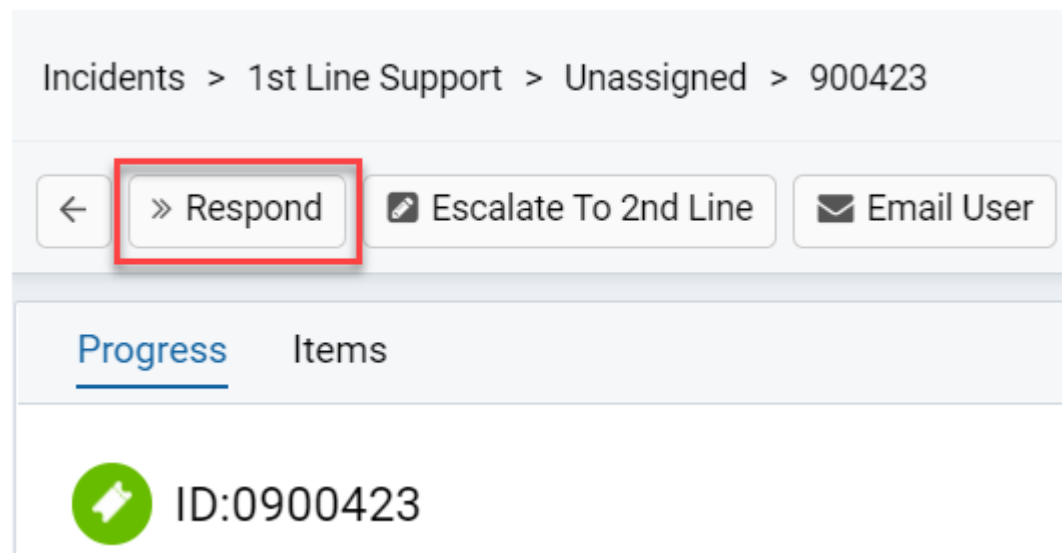 Incidents > 1st Line Support > Unassigned > 900423
Respond Escalate To 2nd Line Email User
Progress Items
ID:0900423